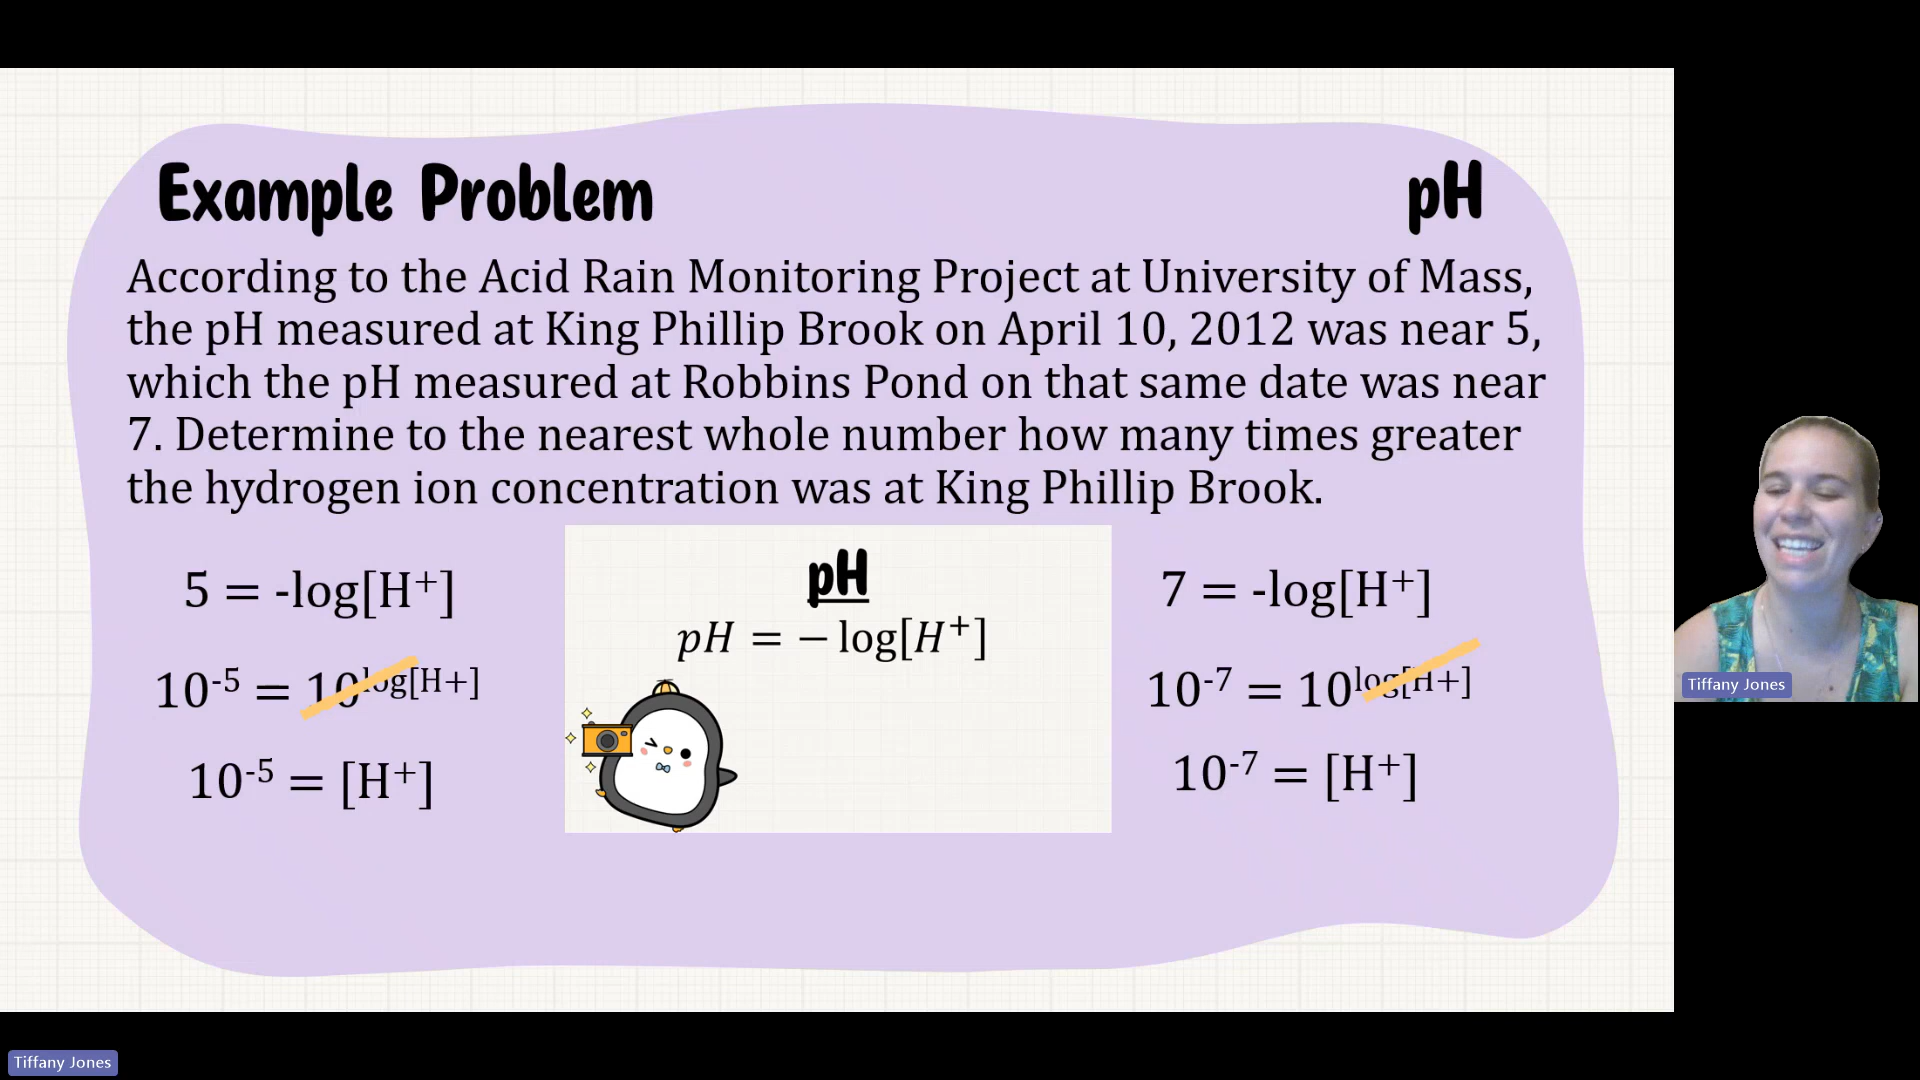 Example Problem
pH
According to the Acid Rain Monitoring Project at University of Mass,
the pH measured at King Phillip Brook on April 10, 2012 was near 5,
which the pH measured at Robbins Pond on that same date was near
7. Determine to the nearest whole number how many times greater
the hydrogen ion concentration was at King Phillip Brook.
5 = -log[H⁺]
10⁻⁵ = 10^log[H+]
10⁻⁵ = [H⁺]
pH
pH = − log[H⁺]
7 = -log[H⁺]
10⁻⁷ = 10^log[H+]
10⁻⁷ = [H⁺]
Tiffany Jones
Tiffany Jones